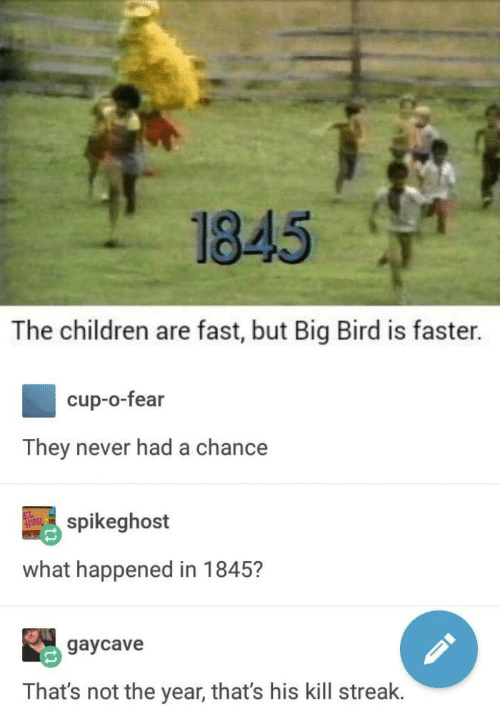 1845
The children are fast, but Big Bird is faster.
cup-o-fear
They never had a chance
spikeghost
what happened in 1845?
gaycave
That's not the year, that's his kill streak.